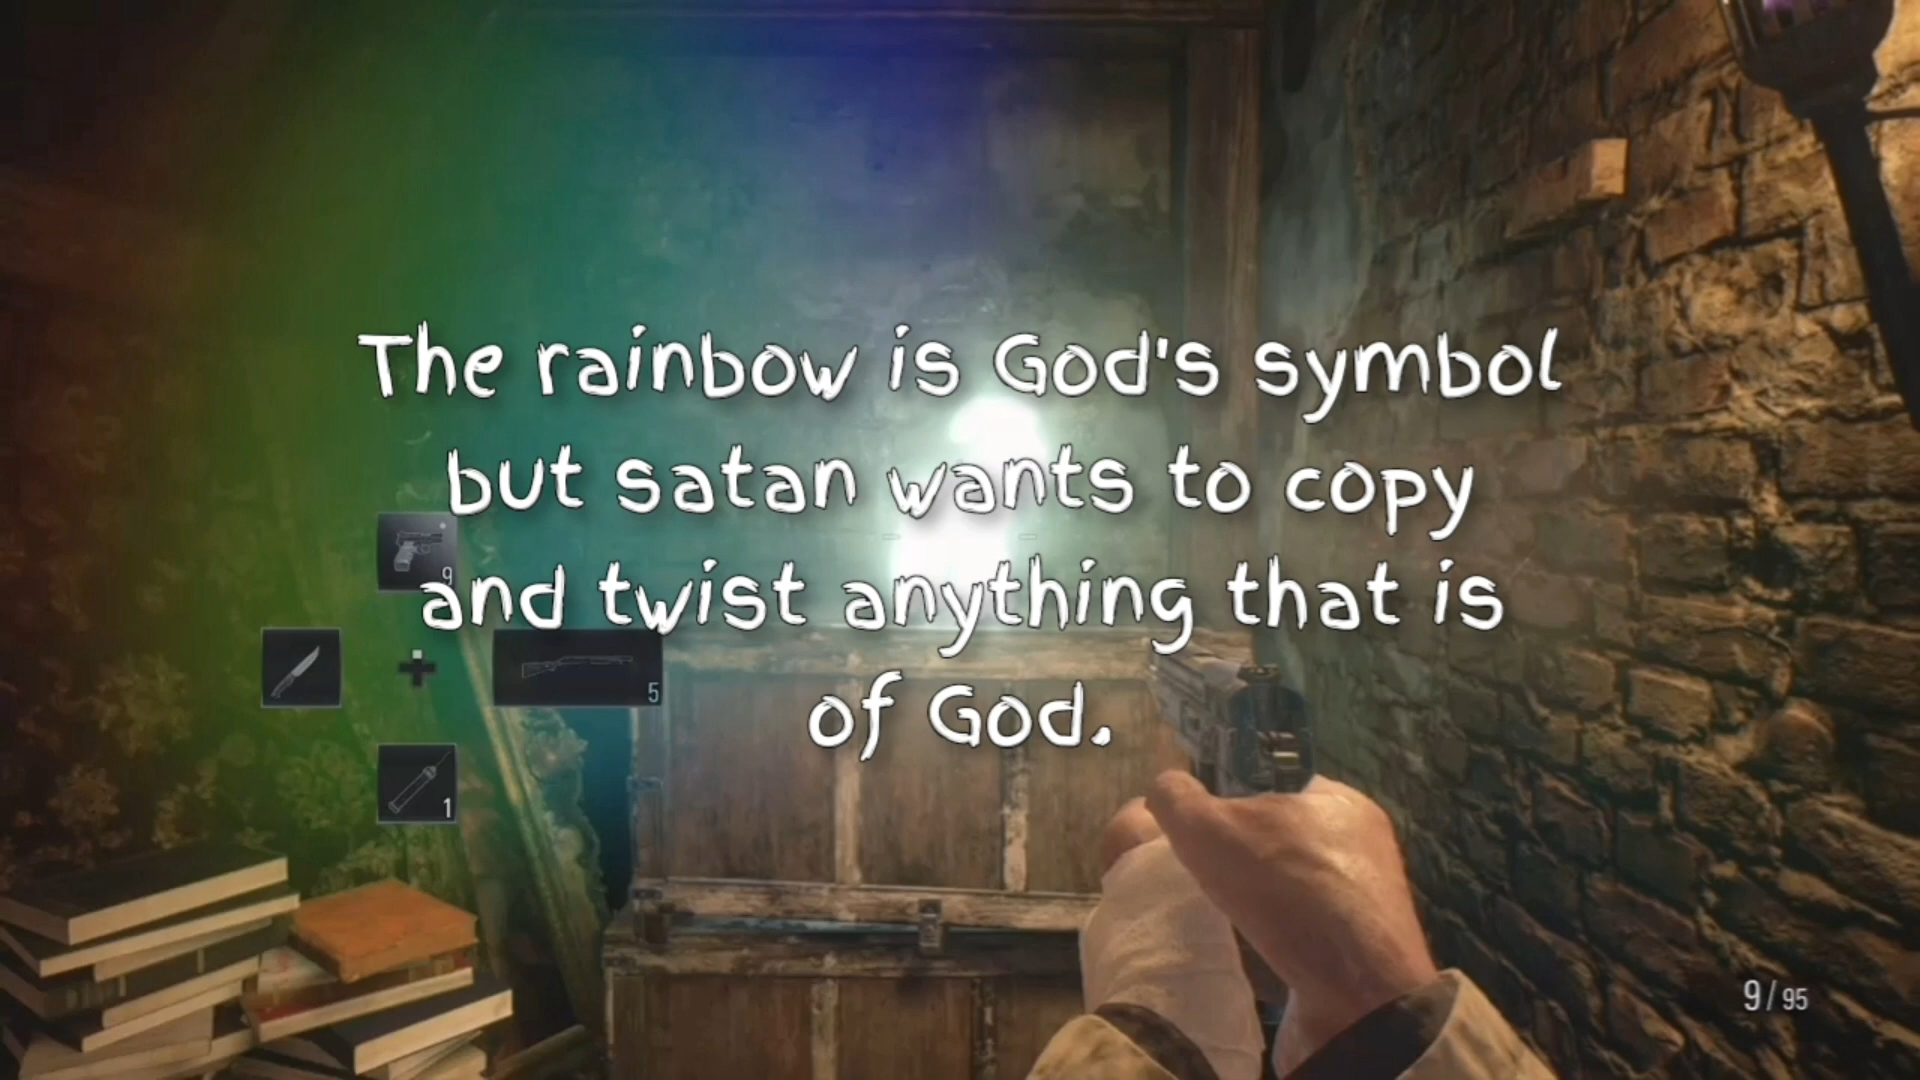 The rainbow is God's symbol
but satan wants to copy
and twist anything that is
of God.
9
5
1
9/95